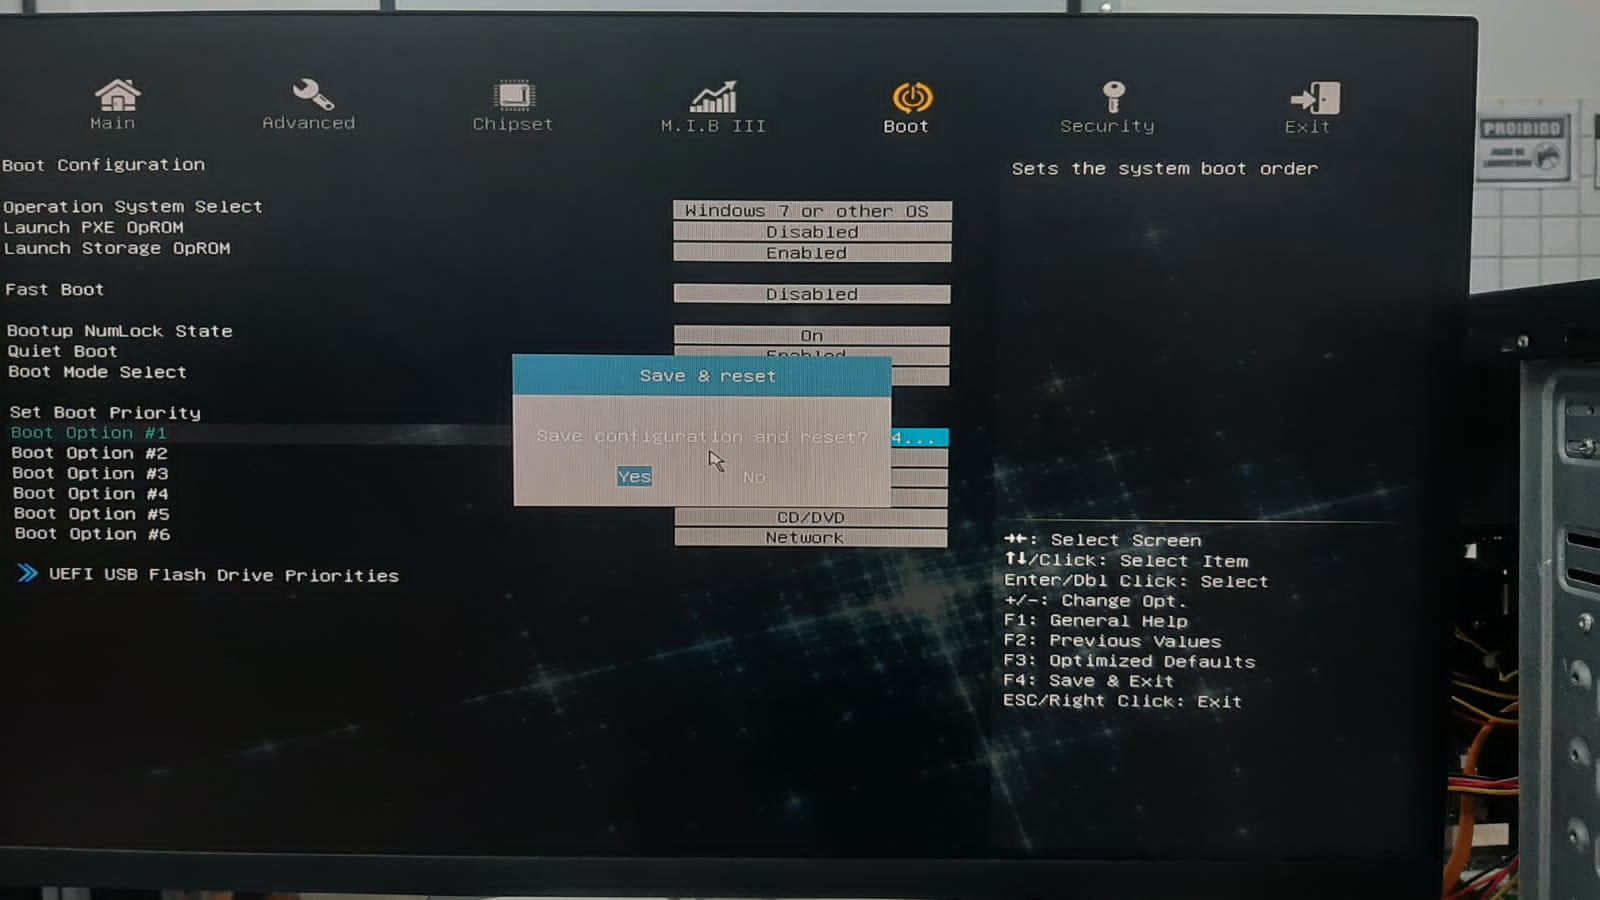 Main
Advanced
Chipset
M.I.B III
Boot
Security
Exit
Boot Configuration
Sets the system boot order
Operation System Select Windows 7 or other OS
Launch PXE OpROM Disabled
Launch Storage OpROM Enabled
Fast Boot Disabled
Bootup NumLock State On
Quiet Boot Enabled
Boot Mode Select
Save & reset
Save configuration and reset?
Yes No
Set Boot Priority
Boot Option #1 4...
Boot Option #2
Boot Option #3
Boot Option #4
Boot Option #5 CD/DVD
Boot Option #6 Network
UEFI USB Flash Drive Priorities
→←: Select Screen
↑↓/Click: Select Item
Enter/Dbl Click: Select
+/-: Change Opt.
F1: General Help
F2: Previous Values
F3: Optimized Defaults
F4: Save & Exit
ESC/Right Click: Exit
PROIBIDO